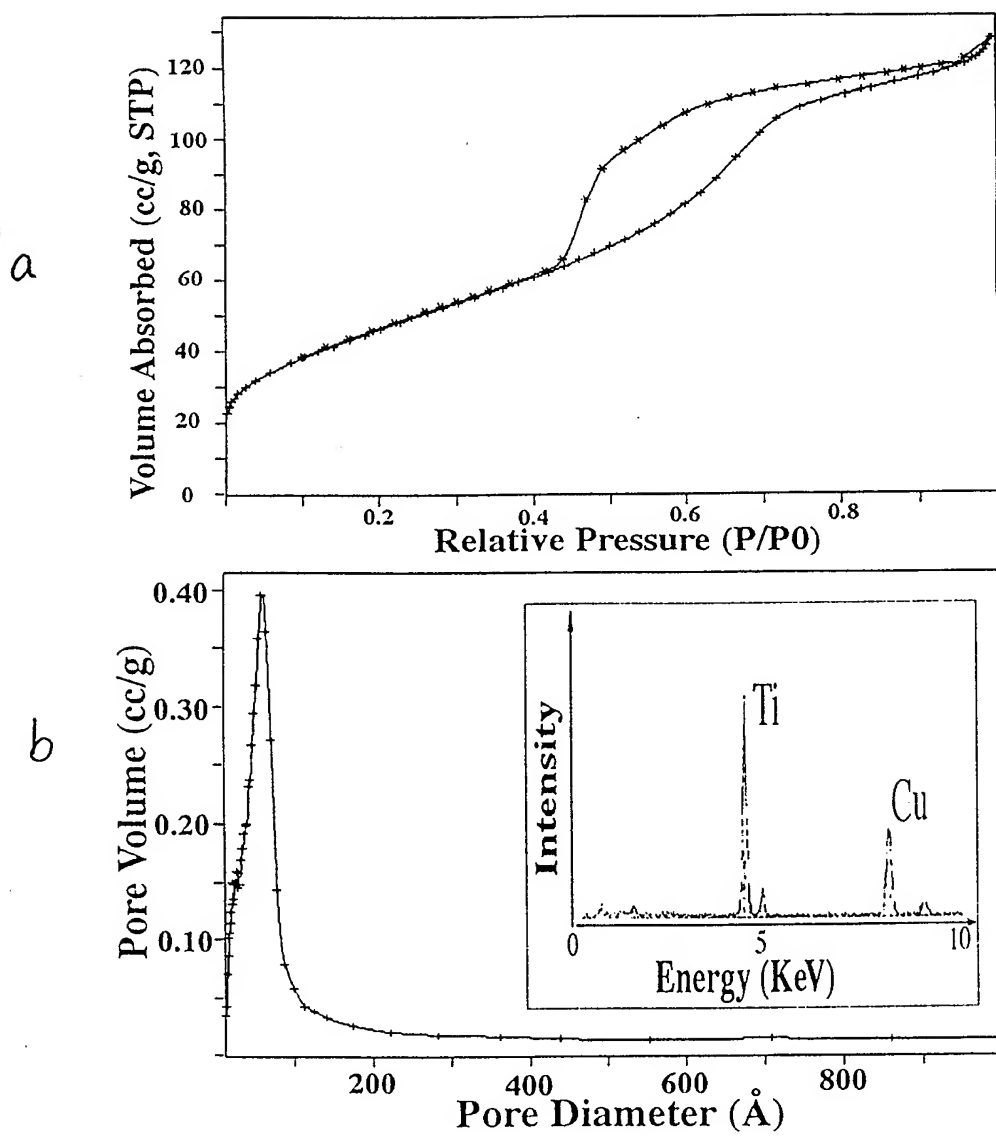 a
Volume Absorbed (cc/g, STP)
120
100
80
60
40
20
0
0.2
0.4
0.6
0.8
Relative Pressure (P/P0)
b
Pore Volume (cc/g)
0.40
0.30
0.20
0.10
200
400
600
800
Pore Diameter (Å)
Intensity
Ti
Cu
0
5
10
Energy (KeV)